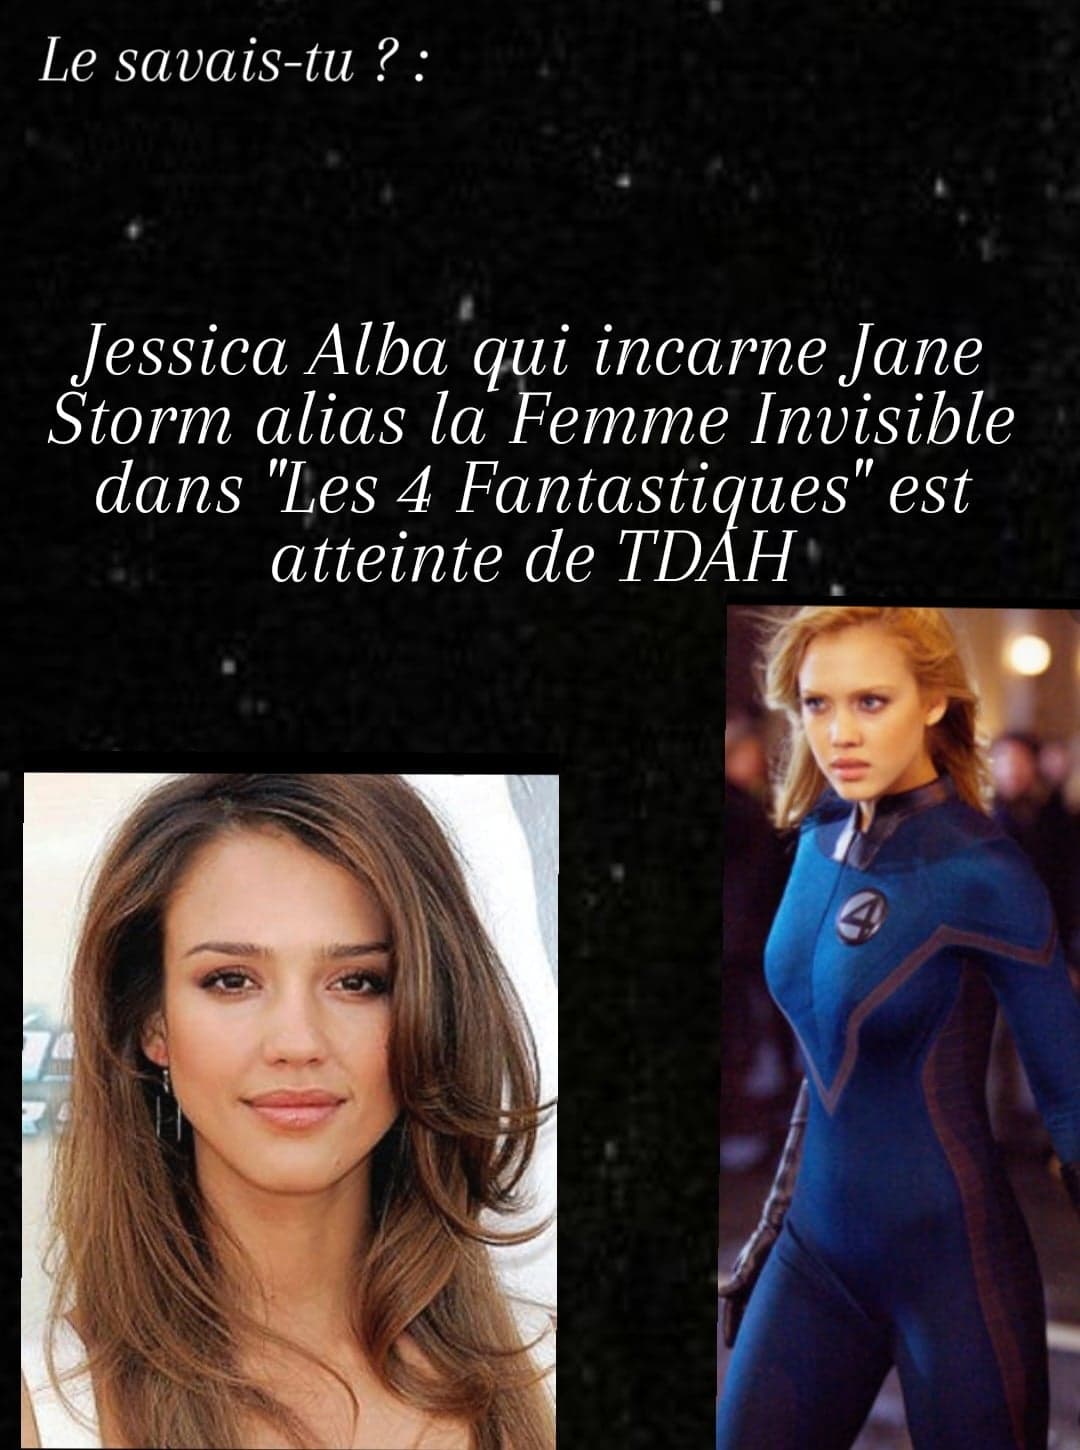 Le savais-tu ? :
Jessica Alba qui incarne Jane
Storm alias la Femme Invisible
dans "Les 4 Fantastiques" est
atteinte de TDAH
4